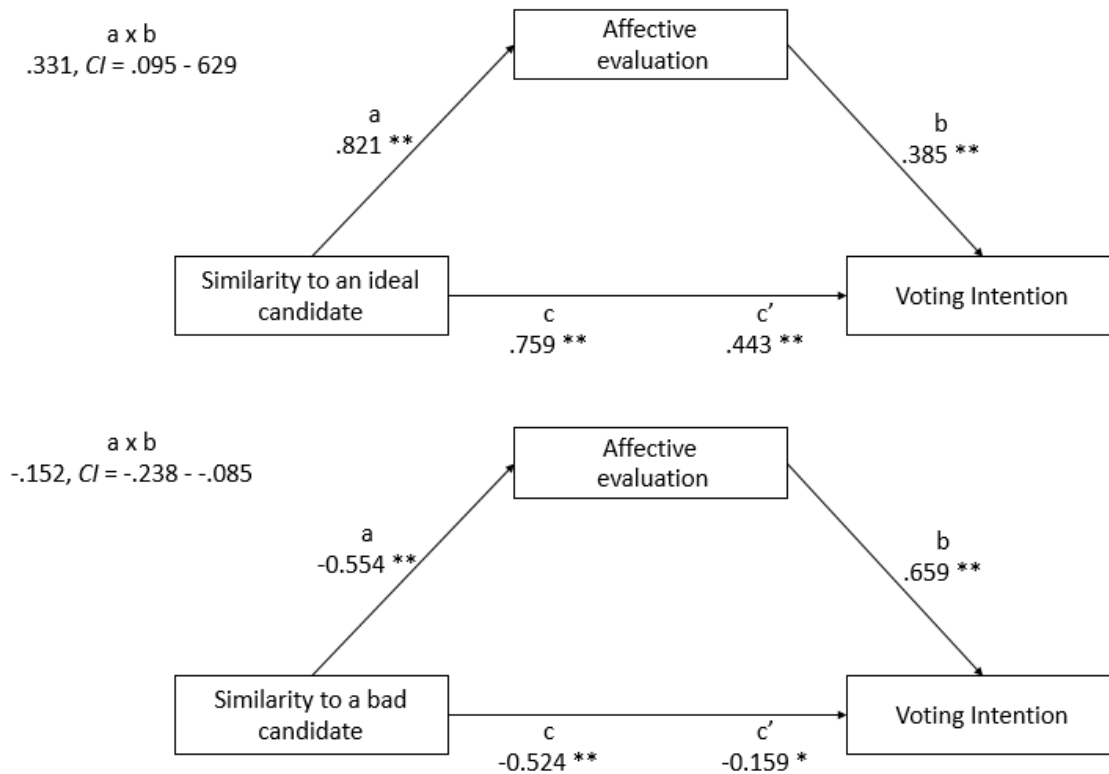 a x b
.331, CI = .095 - 629
Affective
evaluation
a
.821 **
b
.385 **
Similarity to an ideal
candidate
Voting Intention
c
.759 **
c’
.443 **
a x b
-.152, CI = -.238 - -.085
Affective
evaluation
a
-0.554 **
b
.659 **
Similarity to a bad
candidate
Voting Intention
c
-0.524 **
c’
-0.159 *